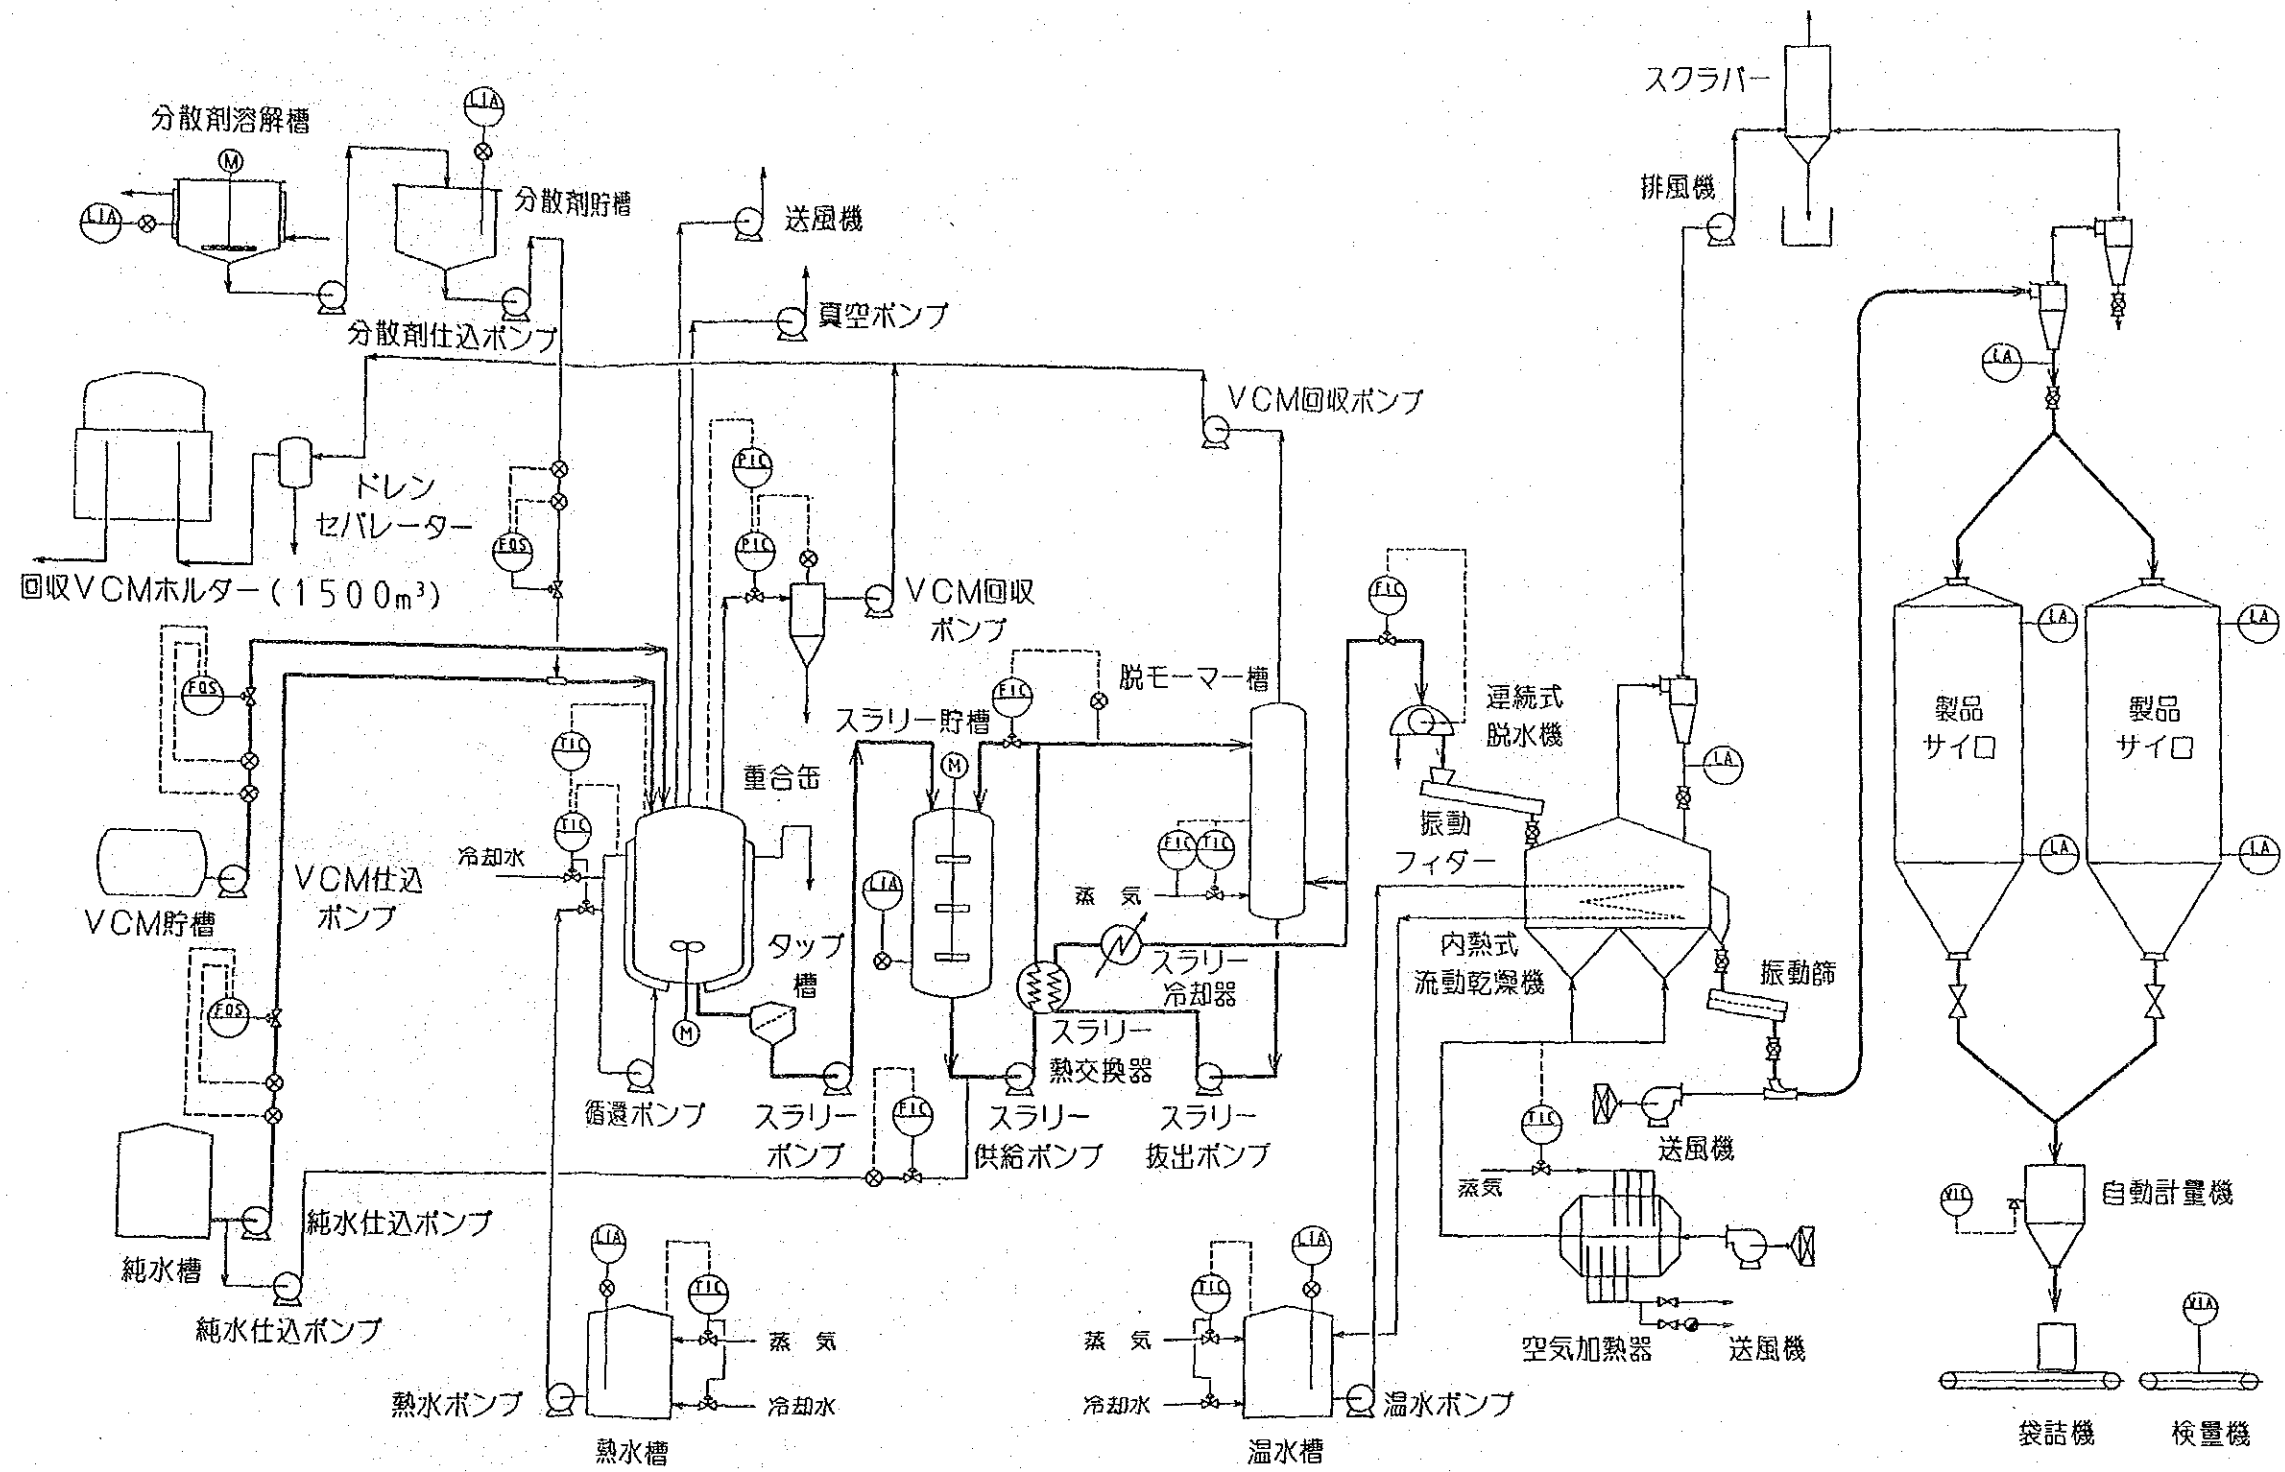 スクラバー
LIA
分散剤溶解槽
M
LIA
分散剤貯槽
排風機
送風機
真空ポンプ
分散剤仕込ポンプ
LA
VCM回収ポンプ
PIC
ドレン
セパレーター
FQS
PIC
回収VCMホルダー(1500m³)
VCM回収
ポンプ
FIC
LA
LA
FQS
FIC
脱モーマー槽
連続式
脱水機
製品
サイロ
製品
サイロ
スラリー貯槽
TIC
M
重合缶
LA
TIC
冷却水
振動
フィダー
FIC
TIC
LA
LA
VCM仕込
ポンプ
VCM貯槽
LIA
蒸 気
タップ
槽
スラリー
冷却器
内熱式
流動乾燥機
振動篩
FQS
M
スラリー
熱交換器
循還ポンプ
スラリー
ポンプ
FIC
スラリー
供給ポンプ
スラリー
抜出ポンプ
TIC
送風機
蒸気
VIC
自動計量機
純水仕込ポンプ
純水槽
LIA
TIC
TIC
LIA
純水仕込ポンプ
蒸 気
蒸 気
空気加熱器
送風機
VIA
熱水ポンプ
冷却水
冷却水
温水ポンプ
熱水槽
温水槽
袋詰機
検量機